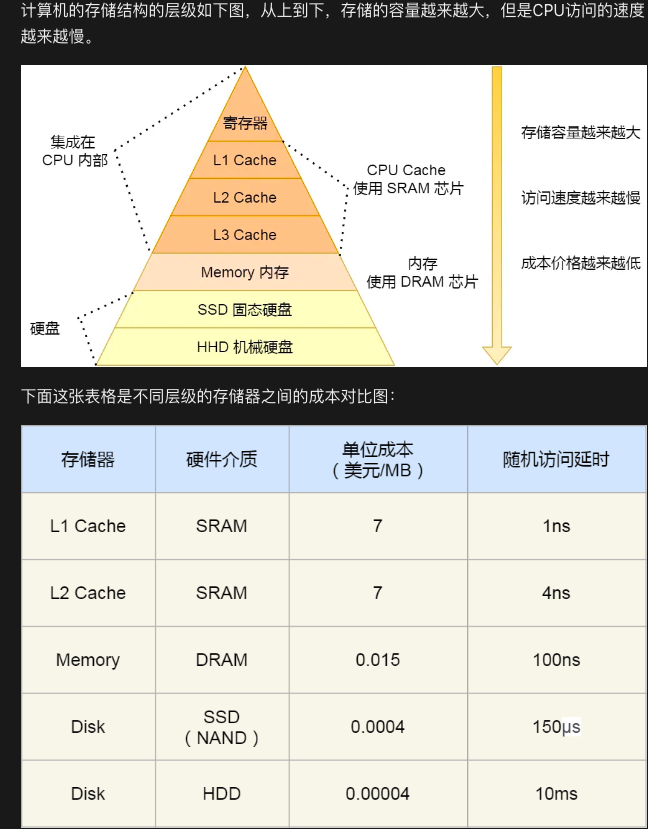 计算机的存储结构的层级如下图，从上到下，存储的容量越来越大，但是CPU访问的速度
越来越慢。
集成在
CPU 内部
寄存器
L1 Cache
L2 Cache
L3 Cache
Memory 内存
SSD 固态硬盘
HHD 机械硬盘
硬盘
CPU Cache
使用 SRAM 芯片
内存
使用 DRAM 芯片
存储容量越来越大
访问速度越来越慢
成本价格越来越低
下面这张表格是不同层级的存储器之间的成本对比图：
存储器 硬件介质 单位成本
（美元/MB） 随机访问延时
L1 Cache SRAM 7 1ns
L2 Cache SRAM 7 4ns
Memory DRAM 0.015 100ns
Disk SSD
（NAND） 0.0004 150μs
Disk HDD 0.00004 10ms